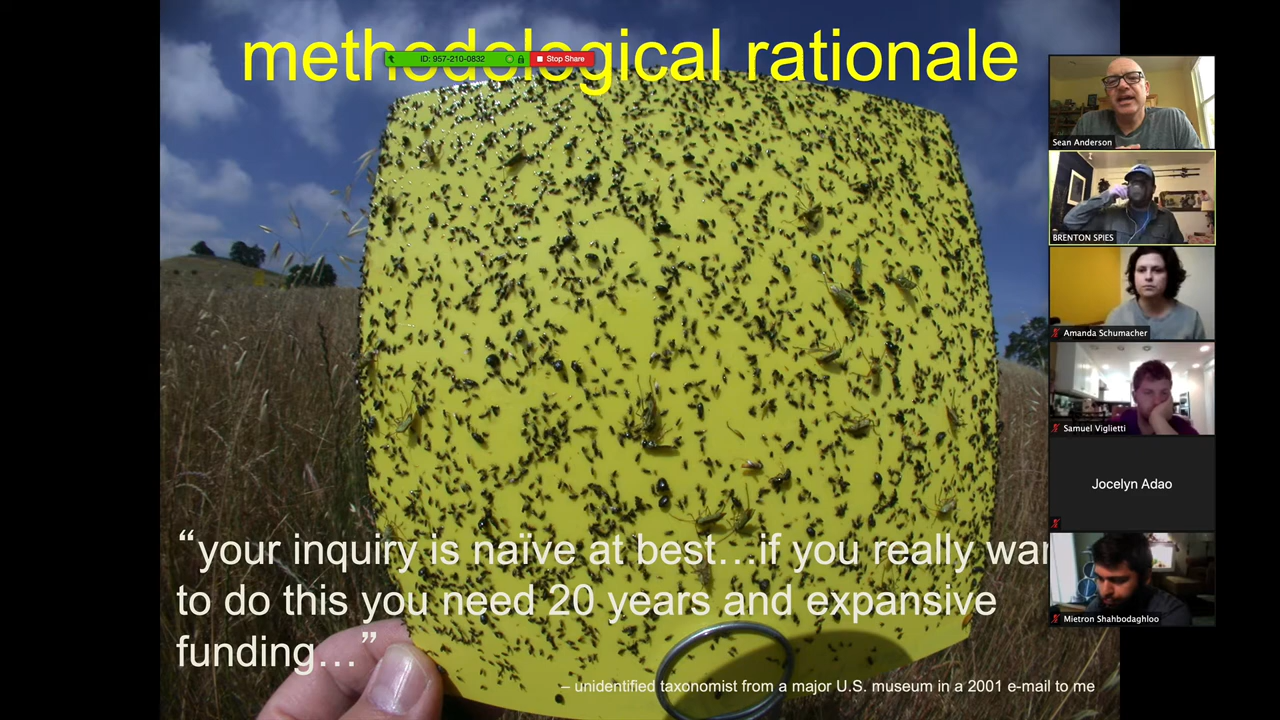 methodological rationale
ID: 957-210-0832
Stop Share
Sean Anderson
BRENTON SPIES
Amanda Schumacher
Samuel Viglietti
Jocelyn Adao
Mietron Shahbodaghloo
“your inquiry is naïve at best…if you really
to do this you need 20 years and expansive
funding…”
– unidentified taxonomist from a major U.S. museum in a 2001 e-mail to me